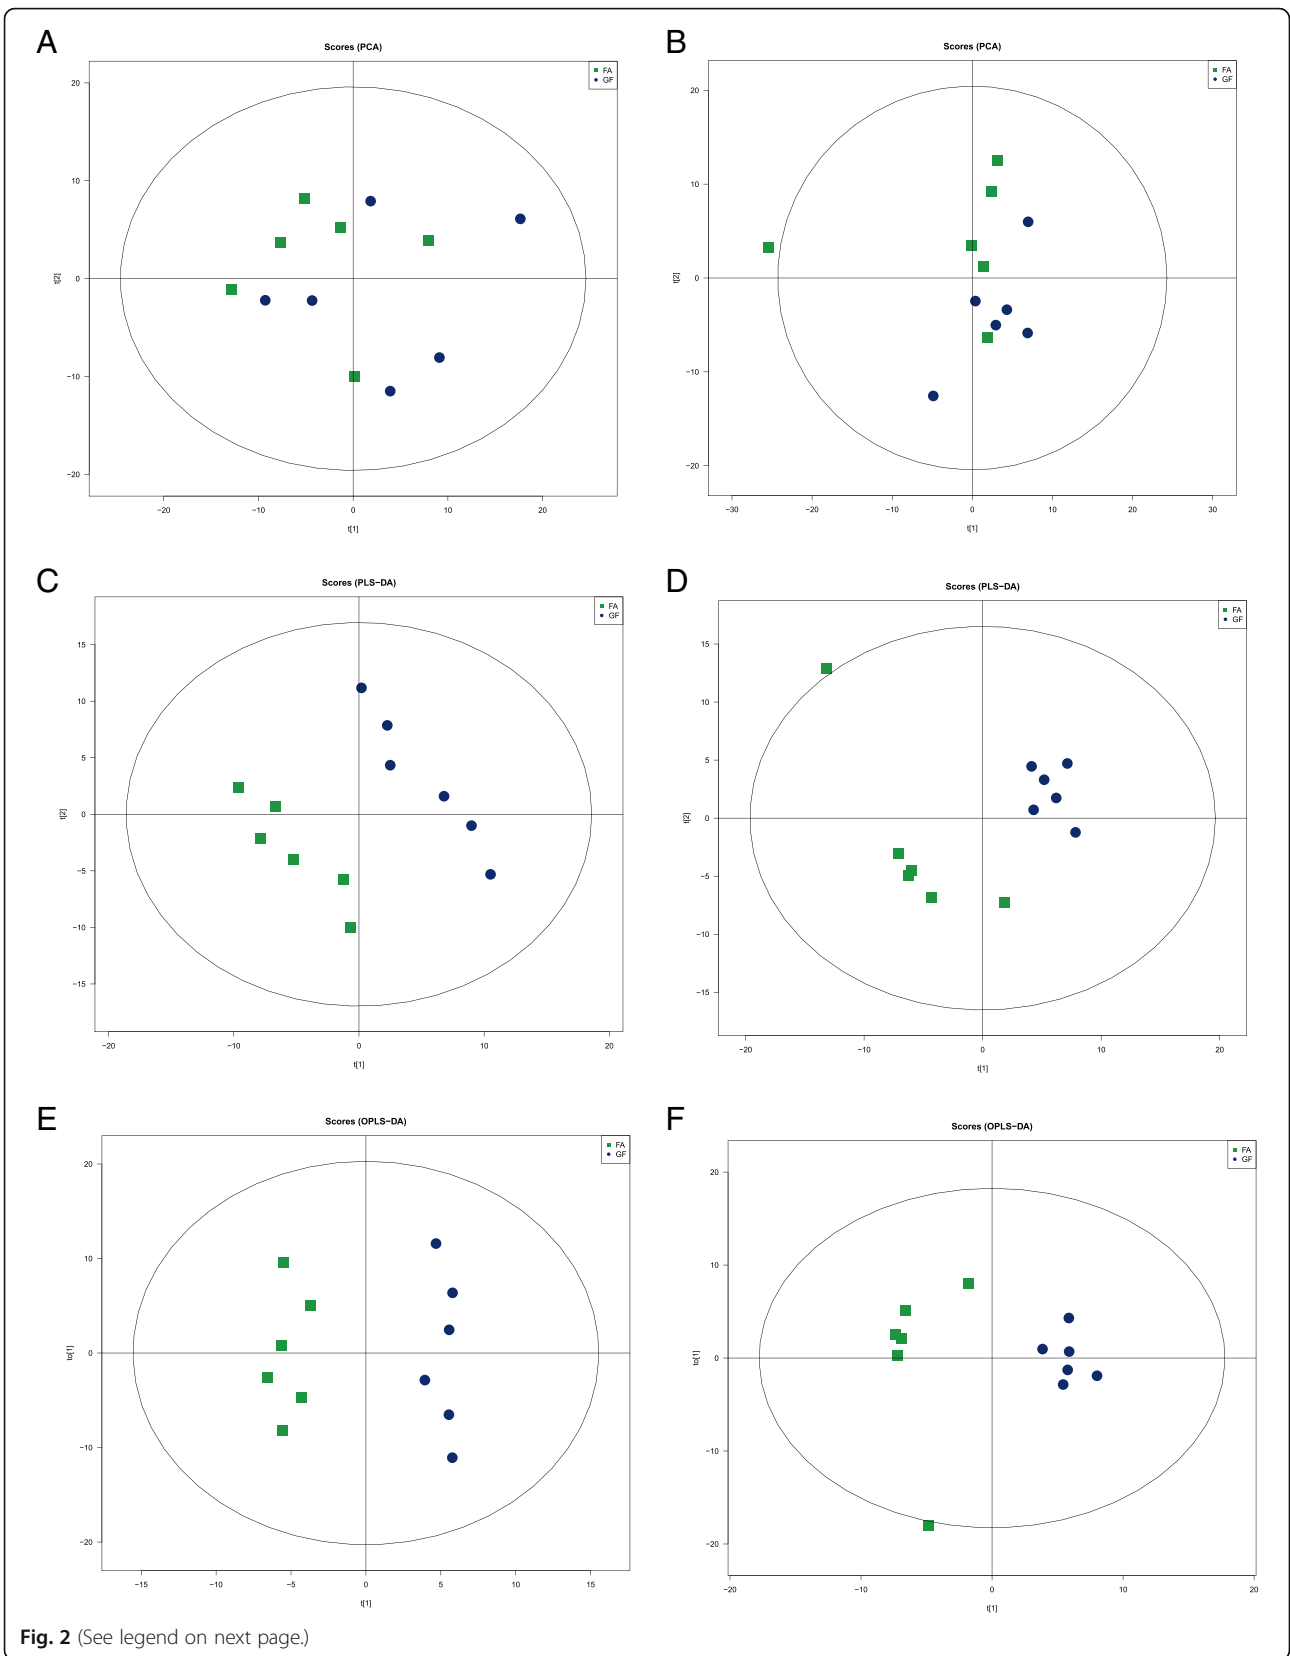 A
Scores (PCA)
FA
GF
20
10
0
−10
−20
t[2]
−20 −10 0 10 20
t[1]
B
Scores (PCA)
FA
GF
20
10
0
−10
−20
t[2]
−30 −20 −10 0 10 20 30
t[1]
C
Scores (PLS−DA)
FA
GF
15
10
5
0
−5
−10
−15
t[2]
−20 −10 0 10 20
t[1]
D
Scores (PLS−DA)
FA
GF
15
10
5
0
−5
−10
−15
t[2]
−20 −10 0 10 20
t[1]
E
Scores (OPLS−DA)
FA
GF
20
10
0
−10
−20
to[1]
−15 −10 −5 0 5 10 15
t[1]
F
Scores (OPLS−DA)
FA
GF
20
10
0
−10
−20
to[1]
−20 −10 0 10 20
t[1]
Fig. 2 (See legend on next page.)